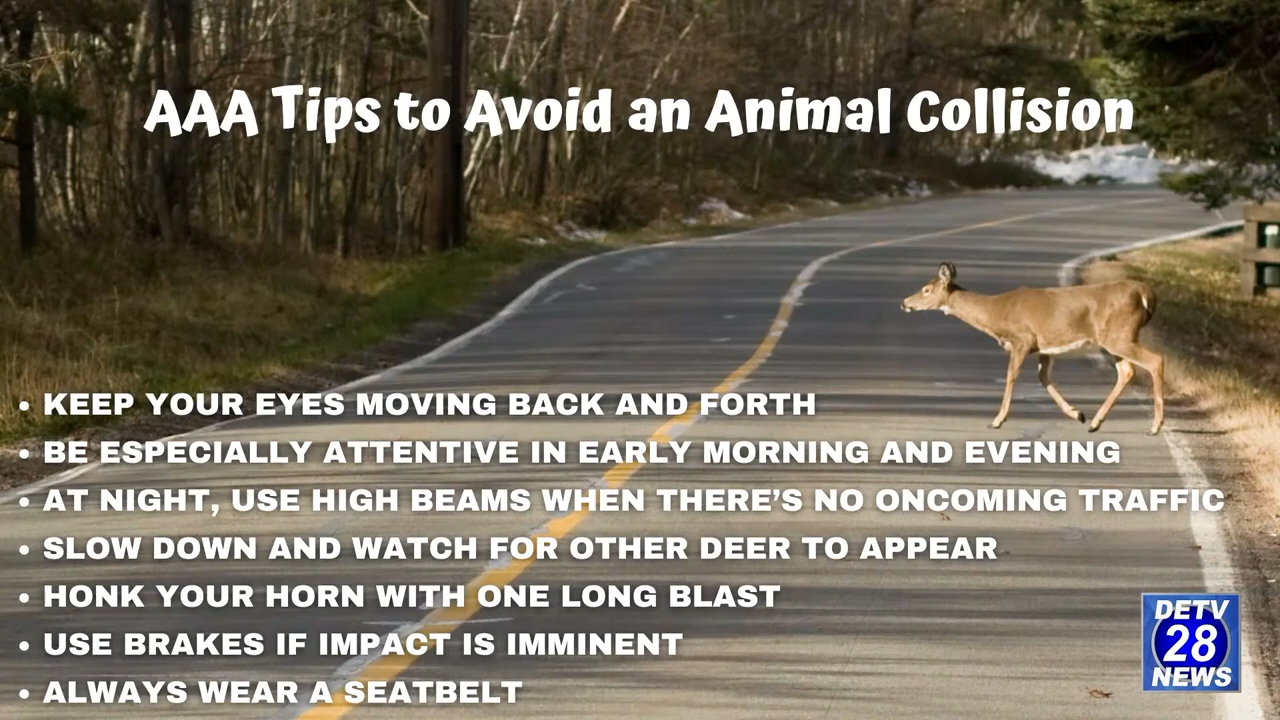 AAA Tips to Avoid an Animal Collision
• KEEP YOUR EYES MOVING BACK AND FORTH
• BE ESPECIALLY ATTENTIVE IN EARLY MORNING AND EVENING
• AT NIGHT, USE HIGH BEAMS WHEN THERE’S NO ONCOMING TRAFFIC
• SLOW DOWN AND WATCH FOR OTHER DEER TO APPEAR
• HONK YOUR HORN WITH ONE LONG BLAST
• USE BRAKES IF IMPACT IS IMMINENT
• ALWAYS WEAR A SEATBELT
DETV
28
NEWS